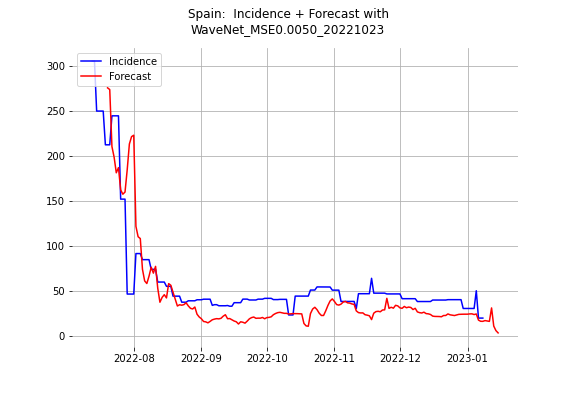 Spain:  Incidence + Forecast with
WaveNet_MSE0.0050_20221023
Incidence
Forecast
300
250
200
150
100
50
0
2022-08 2022-09 2022-10 2022-11 2022-12 2023-01